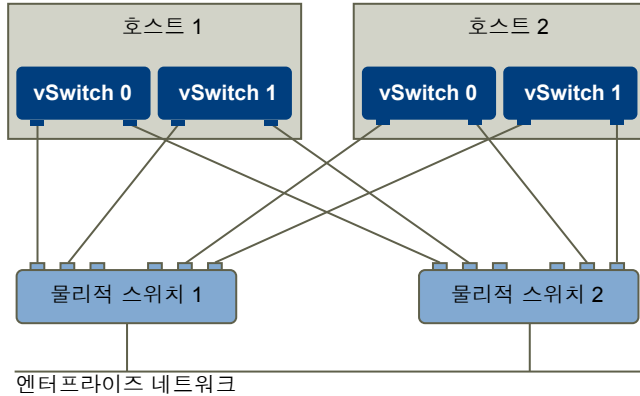 호스트 1
호스트 2
vSwitch 0
vSwitch 1
vSwitch 0
vSwitch 1
물리적 스위치 1
물리적 스위치 2
엔터프라이즈 네트워크